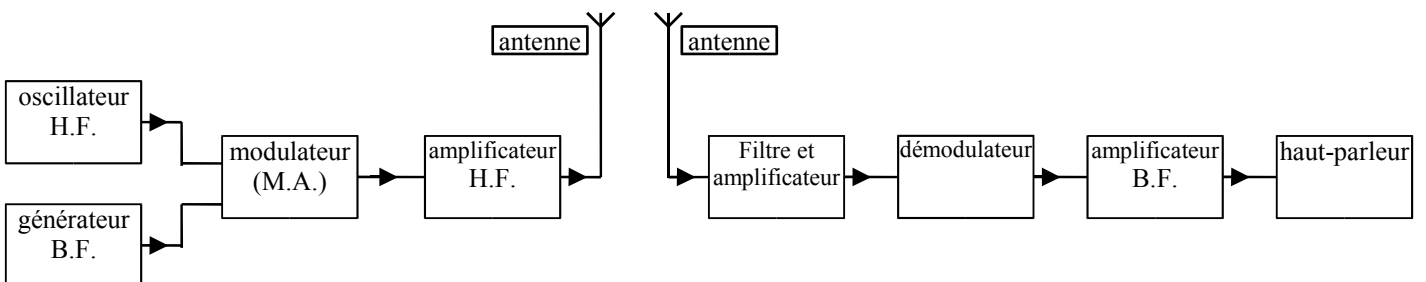 antenne
antenne
oscillateur
H.F.
modulateur
(M.A.)
amplificateur
H.F.
Filtre et
amplificateur
démodulateur
amplificateur
B.F.
haut-parleur
générateur
B.F.